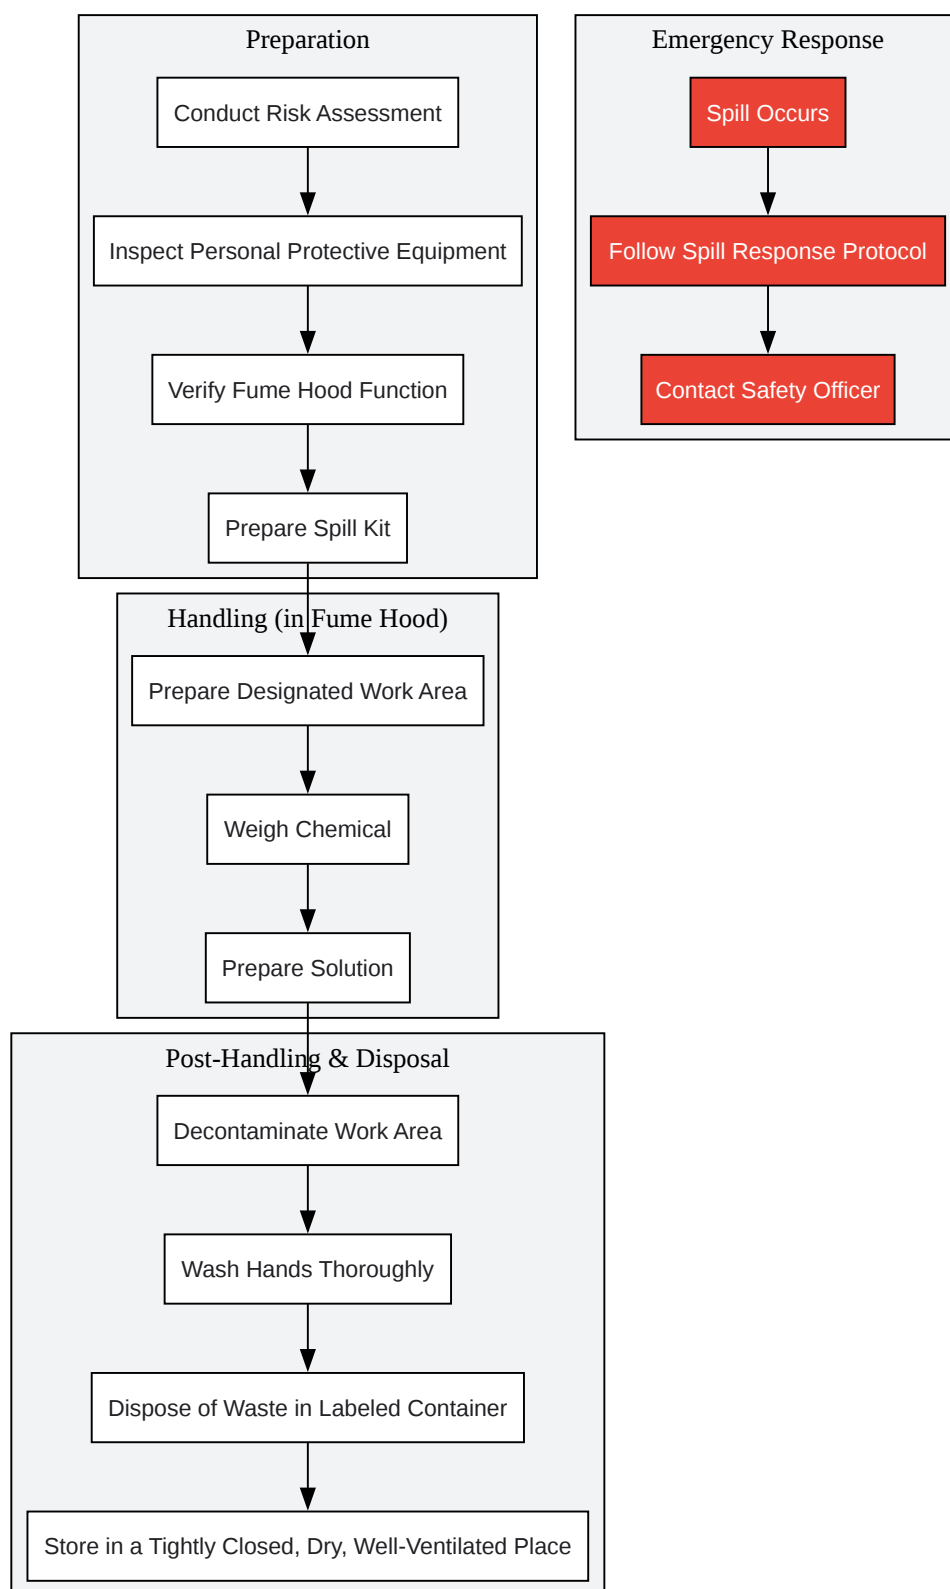 Preparation
Conduct Risk Assessment
Inspect Personal Protective Equipment
Verify Fume Hood Function
Prepare Spill Kit
Emergency Response
Spill Occurs
Follow Spill Response Protocol
Contact Safety Officer
Handling (in Fume Hood)
Prepare Designated Work Area
Weigh Chemical
Prepare Solution
Post-Handling & Disposal
Decontaminate Work Area
Wash Hands Thoroughly
Dispose of Waste in Labeled Container
Store in a Tightly Closed, Dry, Well-Ventilated Place